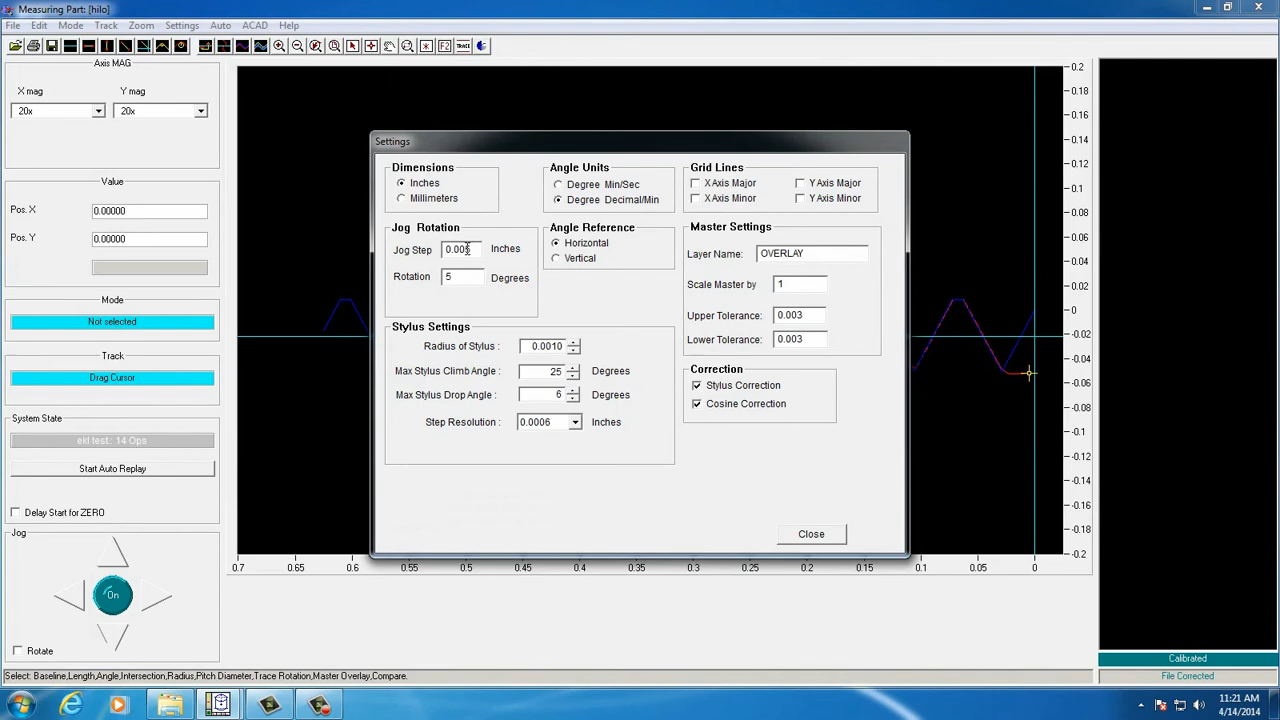 Measuring Part: [hilo]
File Edit Mode Track Zoom Settings Auto ACAD Help
F2 TRACE
Axis MAG
X mag Y mag
20x 20x
Value
Pos. X 0.00000
Pos. Y 0.00000
Mode
Not selected
Track
Drag Cursor
System State
ekl test:: 14 Ops
Start Auto Replay
Delay Start for ZERO
Jog
On
Rotate
Settings
Dimensions
Inches
Millimeters
Angle Units
Degree Min/Sec
Degree Decimal/Min
Grid Lines
X Axis Major Y Axis Major
X Axis Minor Y Axis Minor
Jog Rotation
Jog Step 0.005 Inches
Rotation 5 Degrees
Angle Reference
Horizontal
Vertical
Master Settings
Layer Name: OVERLAY
Scale Master by 1
Upper Tolerance: 0.003
Lower Tolerance: 0.003
Stylus Settings
Radius of Stylus : 0.0010
Max Stylus Climb Angle : 25 Degrees
Max Stylus Drop Angle : 6 Degrees
Step Resolution : 0.0006 Inches
Correction
Stylus Correction
Cosine Correction
Close
0.2
0.18
0.16
0.14
0.12
0.1
0.08
0.06
0.04
0.02
0
-0.02
-0.04
-0.06
-0.08
-0.1
-0.12
-0.14
-0.16
-0.18
-0.2
0.7 0.65 0.6 0.55 0.5 0.45 0.4 0.35 0.3 0.25 0.2 0.15 0.1 0.05 0
Calibrated
Select: Baseline,Length,Angle,Intersection,Radius,Pitch Diameter,Trace Rotation,Master Overlay,Compare.
File Corrected
11:21 AM
4/14/2014